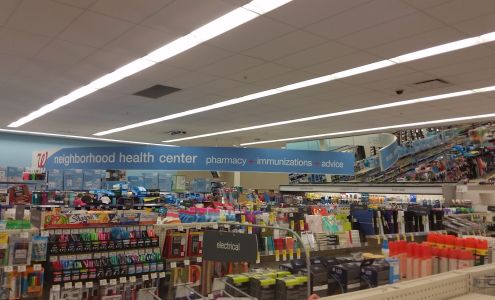 W
neighborhood health center pharmacy • immunizations • advice
electrical